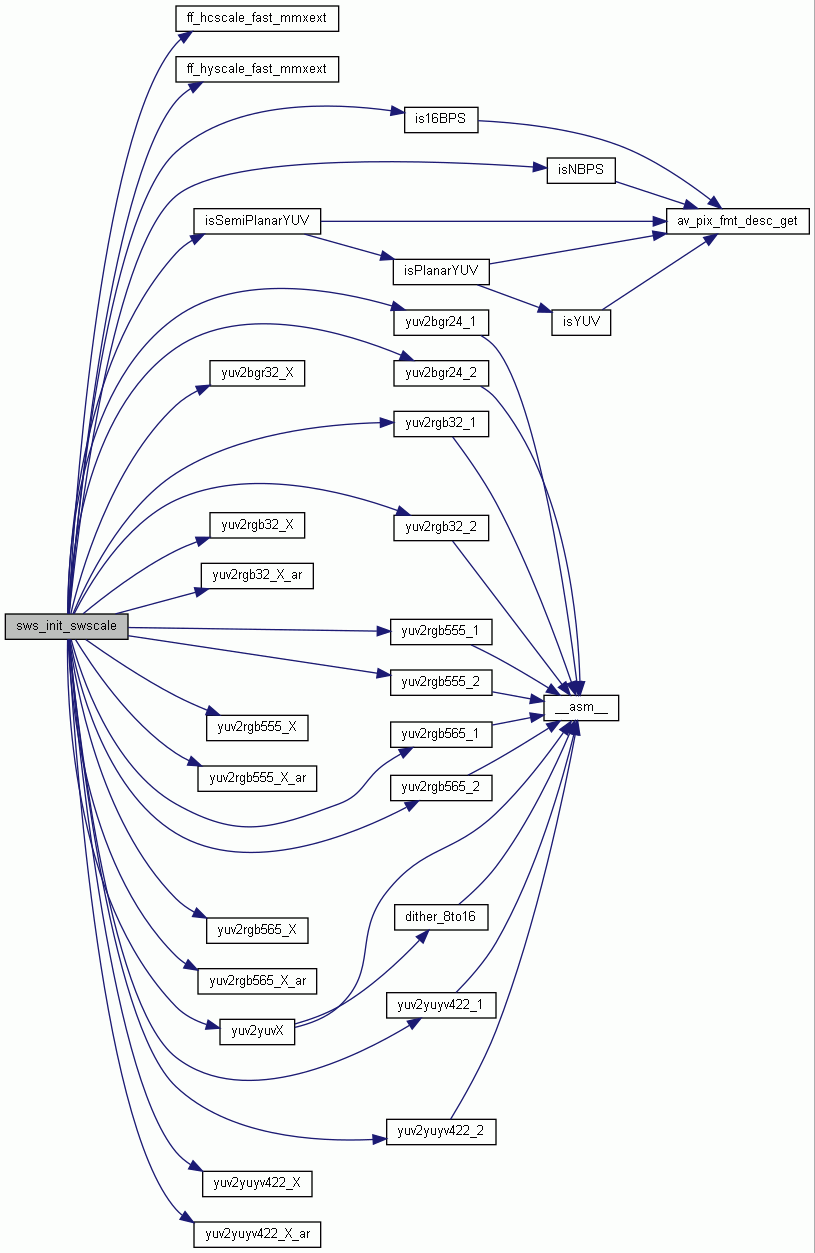 ff_hcscale_fast_mmxext
ff_hyscale_fast_mmxext
is16BPS
isNBPS
isSemiPlanarYUV
av_pix_fmt_desc_get
isPlanarYUV
yuv2bgr24_1
isYUV
yuv2bgr32_X
yuv2bgr24_2
yuv2rgb32_1
yuv2rgb32_X
yuv2rgb32_2
yuv2rgb32_X_ar
sws_init_swscale
yuv2rgb555_1
yuv2rgb555_2
__asm__
yuv2rgb555_X
yuv2rgb565_1
yuv2rgb555_X_ar
yuv2rgb565_2
dither_8to16
yuv2rgb565_X
yuv2rgb565_X_ar
yuv2yuyv422_1
yuv2yuvX
yuv2yuyv422_2
yuv2yuyv422_X
yuv2yuyv422_X_ar